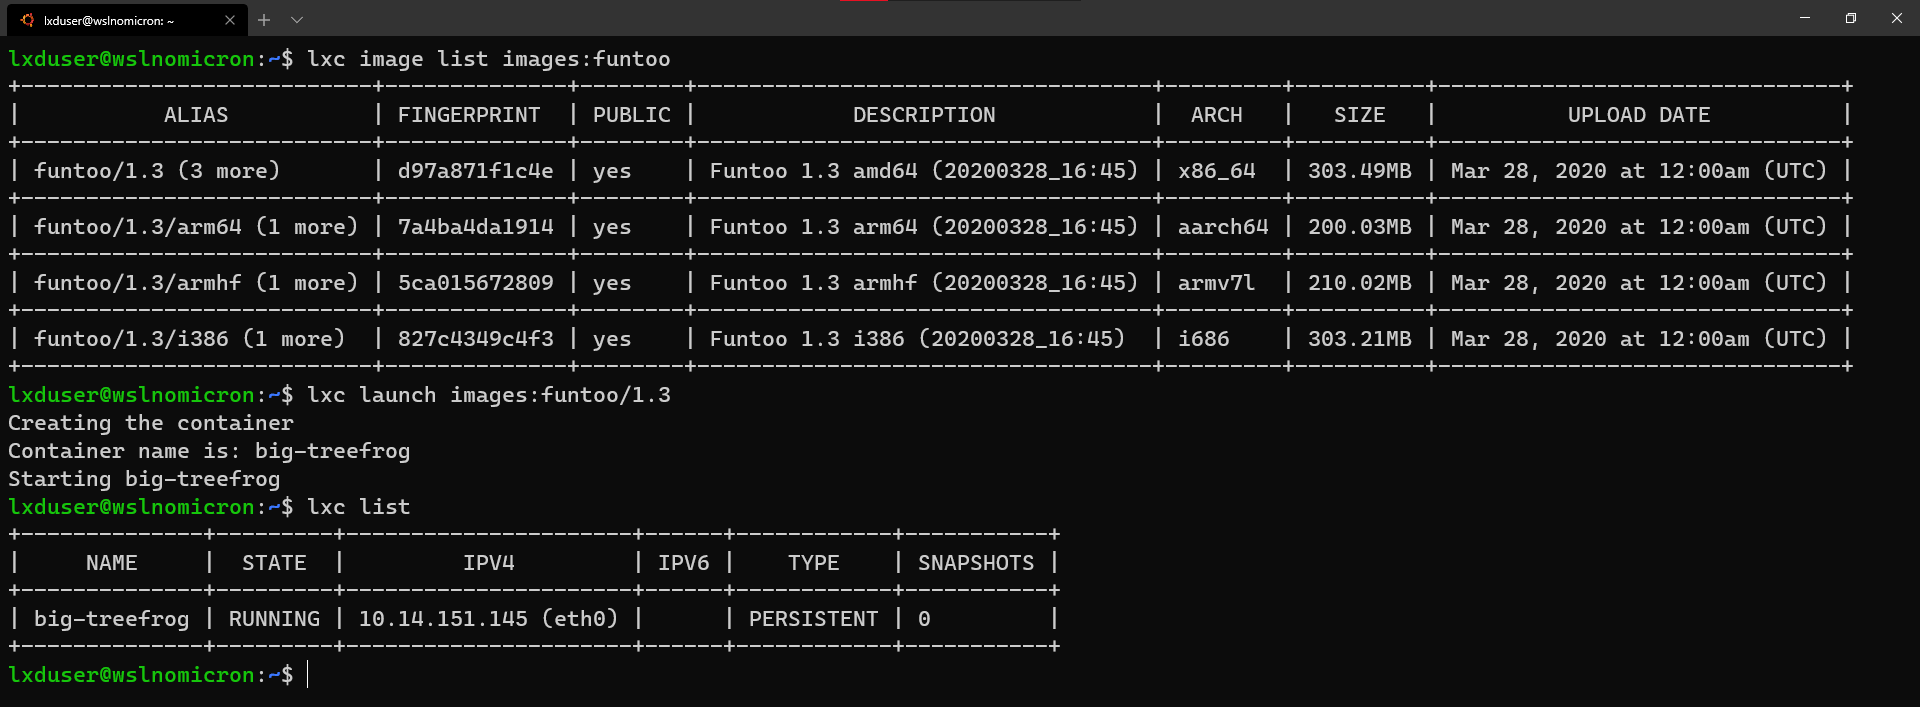 lxduser@wslnomicron: ~
lxduser@wslnomicron:~$ lxc image list images:funtoo
+---------------------------+--------------+--------+-----------------------------------+---------+----------+-------------------------------+
|           ALIAS           | FINGERPRINT  | PUBLIC |            DESCRIPTION            |  ARCH   |   SIZE   |          UPLOAD DATE          |
+---------------------------+--------------+--------+-----------------------------------+---------+----------+-------------------------------+
| funtoo/1.3 (3 more)       | d97a871f1c4e | yes    | Funtoo 1.3 amd64 (20200328_16:45) | x86_64  | 303.49MB | Mar 28, 2020 at 12:00am (UTC) |
+---------------------------+--------------+--------+-----------------------------------+---------+----------+-------------------------------+
| funtoo/1.3/arm64 (1 more) | 7a4ba4da1914 | yes    | Funtoo 1.3 arm64 (20200328_16:45) | aarch64 | 200.03MB | Mar 28, 2020 at 12:00am (UTC) |
+---------------------------+--------------+--------+-----------------------------------+---------+----------+-------------------------------+
| funtoo/1.3/armhf (1 more) | 5ca015672809 | yes    | Funtoo 1.3 armhf (20200328_16:45) | armv7l  | 210.02MB | Mar 28, 2020 at 12:00am (UTC) |
+---------------------------+--------------+--------+-----------------------------------+---------+----------+-------------------------------+
| funtoo/1.3/i386 (1 more)  | 827c4349c4f3 | yes    | Funtoo 1.3 i386 (20200328_16:45)  | i686    | 303.21MB | Mar 28, 2020 at 12:00am (UTC) |
+---------------------------+--------------+--------+-----------------------------------+---------+----------+-------------------------------+
lxduser@wslnomicron:~$ lxc launch images:funtoo/1.3
Creating the container
Container name is: big-treefrog
Starting big-treefrog
lxduser@wslnomicron:~$ lxc list
+--------------+---------+----------------------+------+------------+-----------+
|     NAME     |  STATE  |         IPV4         | IPV6 |    TYPE    | SNAPSHOTS |
+--------------+---------+----------------------+------+------------+-----------+
| big-treefrog | RUNNING | 10.14.151.145 (eth0) |      | PERSISTENT | 0         |
+--------------+---------+----------------------+------+------------+-----------+
lxduser@wslnomicron:~$